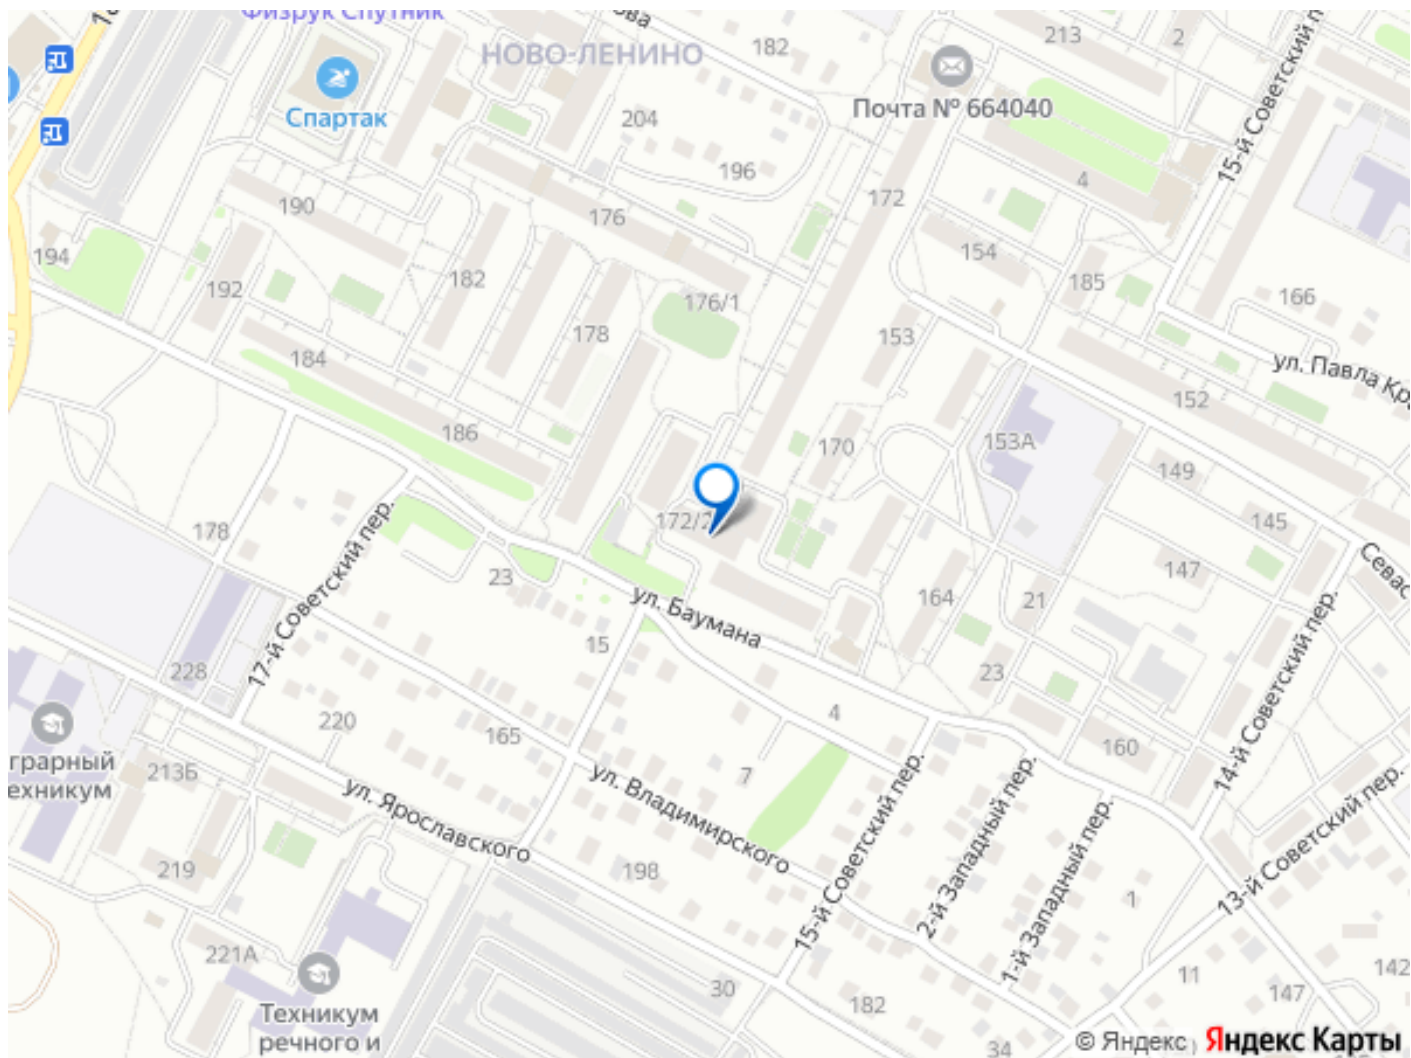 Физрук Спутник
182
213
2
НОВО-ЛЕНИНО
15-й Советский п
Спартак
204
Почта № 664040
196
4
172
190
176
154
194
182
185
192
176/1
166
178
153
184
ул. Павла Кр
152
186
170
153А
149
178
172/2
145
Севас
147
23
17-й Советский пер.
ул. Баумана
164
21
15
14-й Советский пер.
228
23
220
165
4
160
грарный
ехникум
213Б
7
ул. Ярославского
ул. Владимирского
15-й Советский пер.
2-й Западный пер.
1-й Западный пер.
13-й Советский пер.
219
198
1
221А
11
142
30
182
147
Техникум
речного и
34
© Яндекс
Яндекс Карты